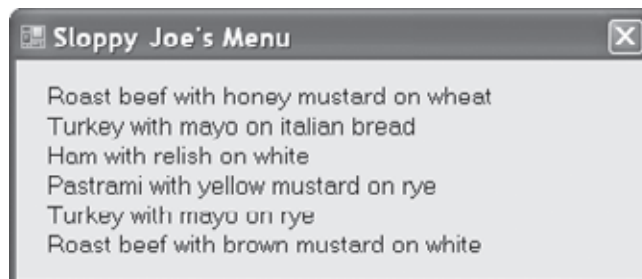 Sloppy Joe's Menu
Roast beef with honey mustard on wheat
Turkey with mayo on italian bread
Ham with relish on white
Pastrami with yellow mustard on rye
Turkey with mayo on rye
Roast beef with brown mustard on white